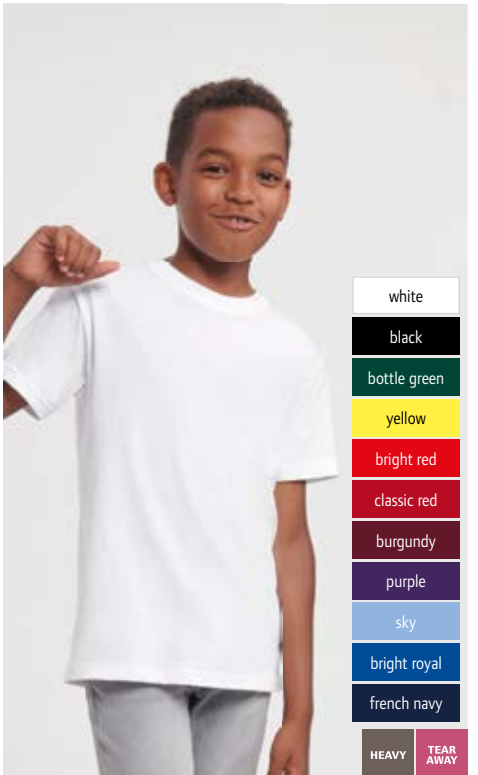 white
black
bottle green
yellow
bright red
classic red
burgundy
purple
sky
bright royal
french navy
HEAVY
TEAR
AWAY